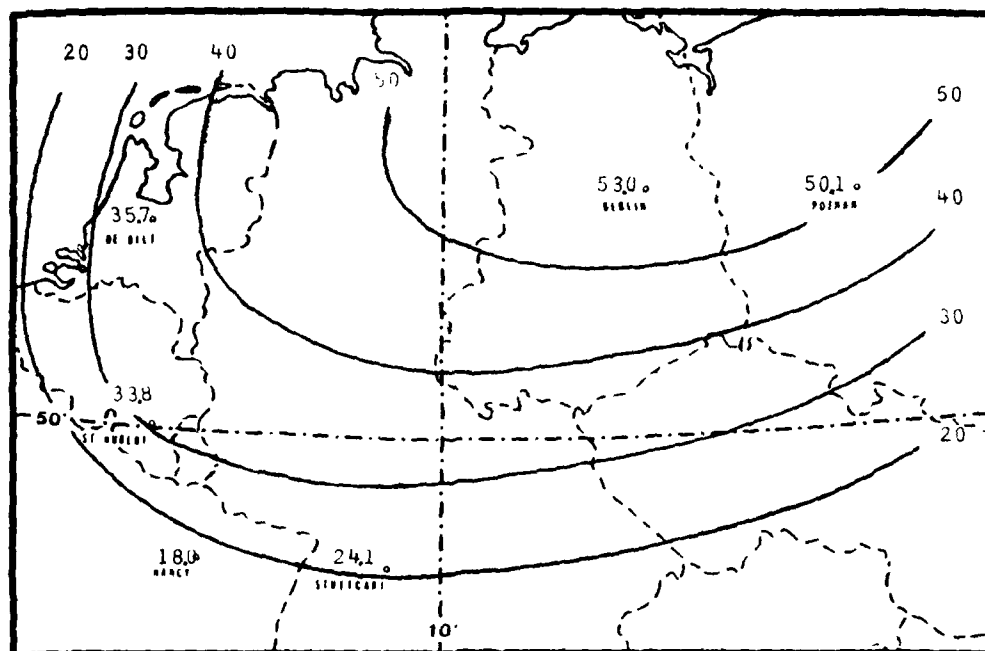 20 30 40
50
50
53.0
BERLIN
50.1
POZNAN
40
35.7
DE BILT
30
33.8
50
ST HUBERT
20
18.0
NANCY
24.1
STUTTGART
10°